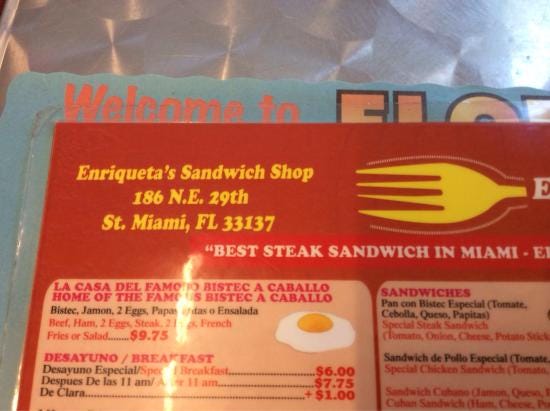 Welcome to
Enriqueta's Sandwich Shop
186 N.E. 29th
St. Miami, FL 33137
E
"BEST STEAK SANDWICH IN MIAMI - E
LA CASA DEL FAMOSO BISTEC A CABALLO
HOME OF THE FAMOUS BISTEC A CABALLO
Bistec, Jamon, 2 Eggs, Papas Fritas o Ensalada
Beef, Ham, 2 Eggs, Steak, 2 Eggs, French
Fries or Salad......$9.75
DESAYUNO / BREAKFAST
Desayuno Especial/Special Breakfast...................$6.00
Despues De las 11 am/ After 11 am...................$7.75
De Clara...................+ $1.00
SANDWICHES
Pan con Bistec Especial (Tomate,
Cebolla, Queso, Papitas)
Special Steak Sandwich
(Tomato, Onion, Cheese, Potato Stick
Sandwich de Pollo Especial (Tomate,
Special Chicken Sandwich (Tomato,
Sandwich Cubano (Jamon, Queso,
Cuban Sandwich (Ham, Cheese,